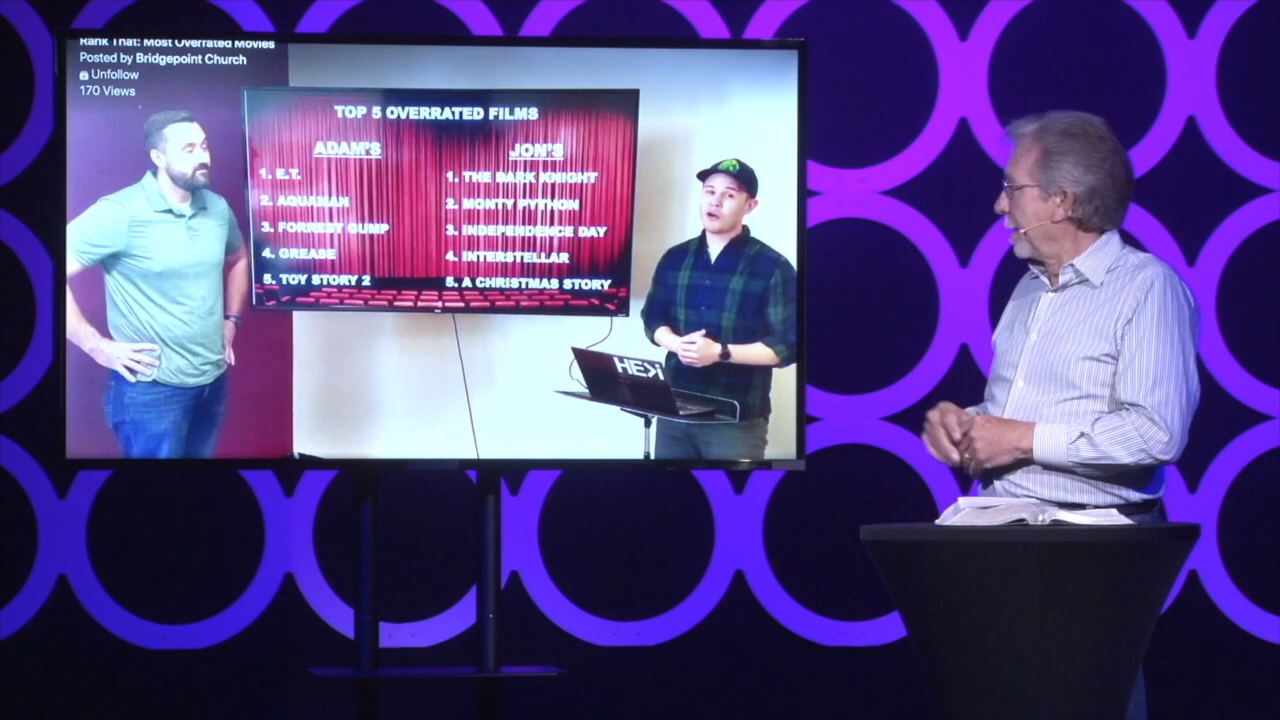 Rank That: Most Overrated Movies
Posted by Bridgepoint Church
Unfollow
170 Views
TOP 5 OVERRATED FILMS
ADAM'S
1. E.T.
2. AQUAMAN
3. FORREST GUMP
4. GREASE
5. TOY STORY 2
JON'S
1. THE DARK KNIGHT
2. MONTY PYTHON
3. INDEPENDENCE DAY
4. INTERSTELLAR
5. A CHRISTMAS STORY